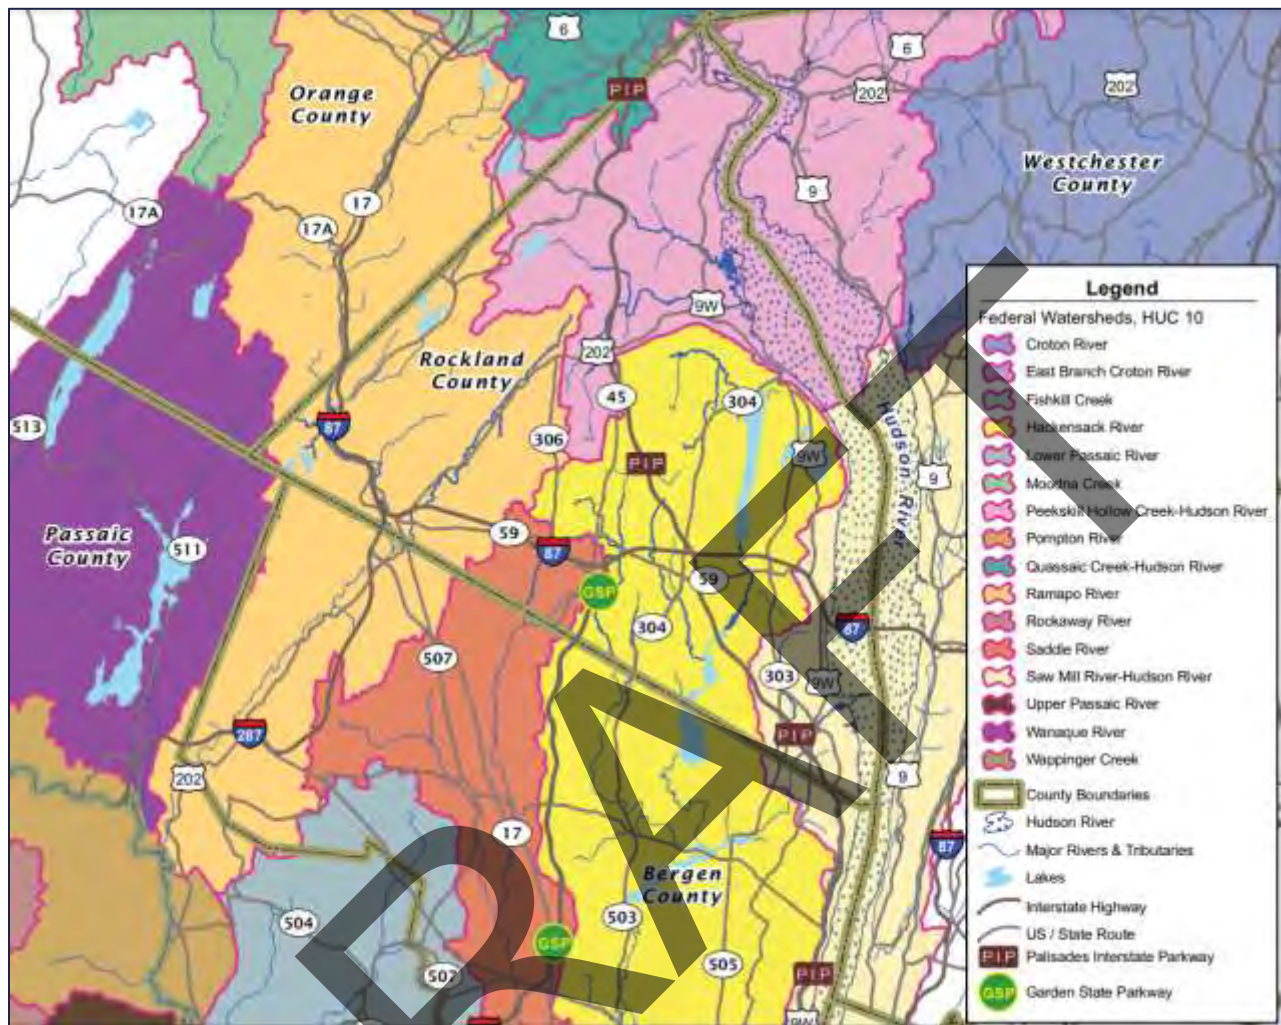 6
PIP
6
202
202
Orange
County
Westchester
County
17A
17
17A
9
9W
202
Rockland
County
45
304
513
87
306
PIP
9W
9
Hudson River
Passaic
County
511
59
87
59
GSP
304
87
507
303
9W
287
PIP
202
9
17
87
Bergen
County
504
503
GSP
502
505
PIP
9W
Legend
Federal Watersheds, HUC 10
Croton River
East Branch Croton River
Fishkill Creek
Hackensack River
Lower Passaic River
Moodna Creek
Peekskill Hollow Creek-Hudson River
Pompton River
Quassaic Creek-Hudson River
Ramapo River
Rockaway River
Saddle River
Saw Mill River-Hudson River
Upper Passaic River
Wanaque River
Wappinger Creek
County Boundaries
Hudson River
Major Rivers & Tributaries
Lakes
Interstate Highway
US / State Route
PIP Palisades Interstate Parkway
GSP Garden State Parkway